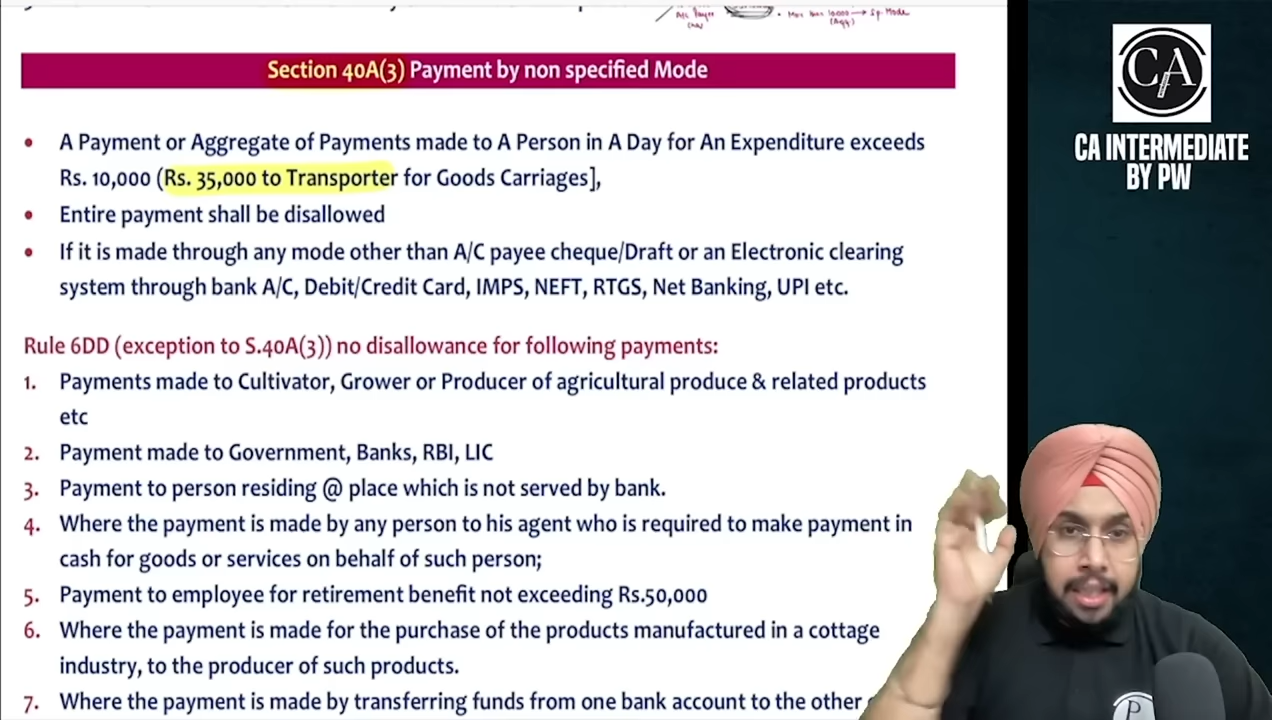 A/c Payee
• More than 10,000 → Sp. Mode
(Agg)
Section 40A(3) Payment by non specified Mode
• A Payment or Aggregate of Payments made to A Person in A Day for An Expenditure exceeds
Rs. 10,000 (Rs. 35,000 to Transporter for Goods Carriages],
• Entire payment shall be disallowed
• If it is made through any mode other than A/C payee cheque/Draft or an Electronic clearing
system through bank A/C, Debit/Credit Card, IMPS, NEFT, RTGS, Net Banking, UPI etc.
Rule 6DD (exception to S.40A(3)) no disallowance for following payments:
1. Payments made to Cultivator, Grower or Producer of agricultural produce & related products
etc
2. Payment made to Government, Banks, RBI, LIC
3. Payment to person residing @ place which is not served by bank.
4. Where the payment is made by any person to his agent who is required to make payment in
cash for goods or services on behalf of such person;
5. Payment to employee for retirement benefit not exceeding Rs.50,000
6. Where the payment is made for the purchase of the products manufactured in a cottage
industry, to the producer of such products.
7. Where the payment is made by transferring funds from one bank account to the other
CA
CA INTERMEDIATE
BY PW
P